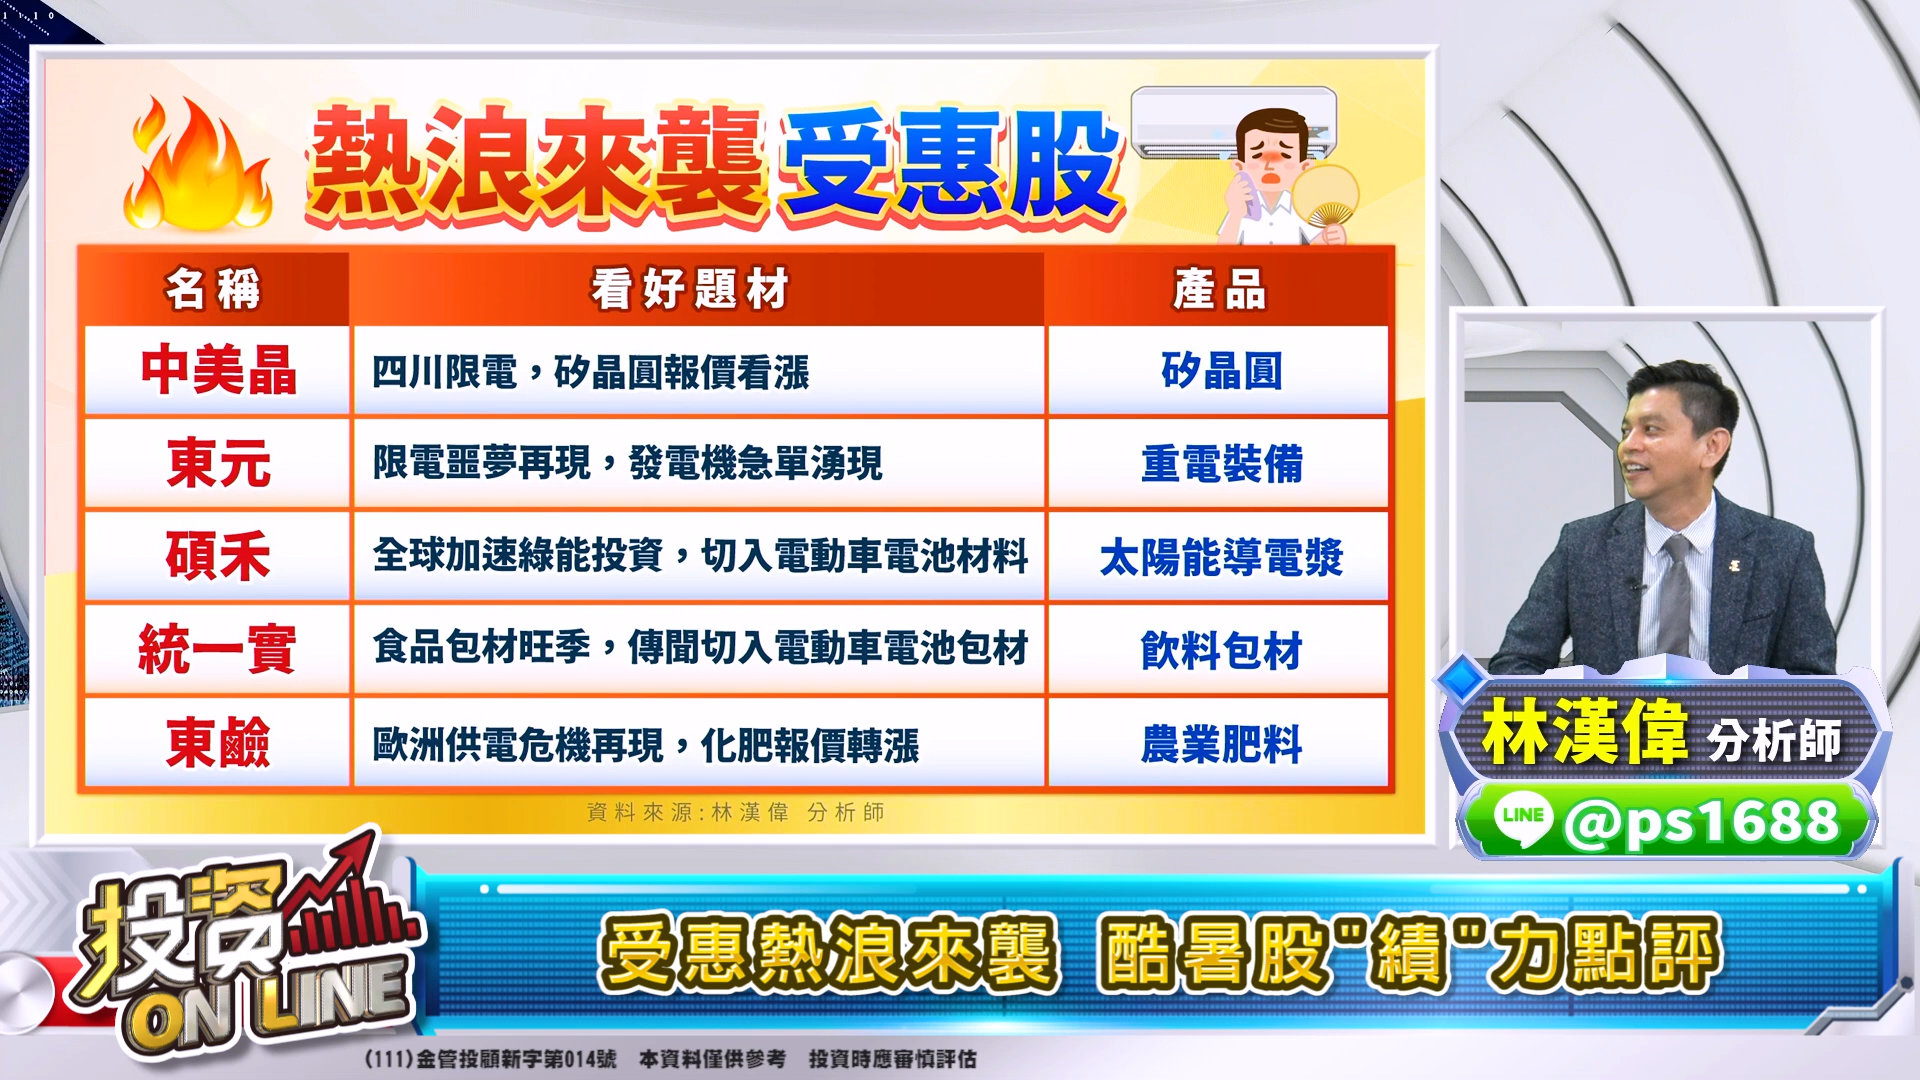 熱浪來襲 受惠股
名稱 看好題材 產品
中美晶 四川限電，矽晶圓報價看漲 矽晶圓
東元 限電噩夢再現，發電機急單湧現 重電裝備
碩禾 全球加速綠能投資，切入電動車電池材料 太陽能導電漿
統一實 食品包材旺季，傳聞切入電動車電池包材 飲料包材
東鹼 歐洲供電危機再現，化肥報價轉漲 農業肥料
資料來源:林漢偉 分析師
林漢偉 分析師
LINE @ps1688
投資
ON LINE
受惠熱浪來襲 酷暑股"績"力點評
(111)金管投顧新字第014號 本資料僅供參考 投資時應審慎評估